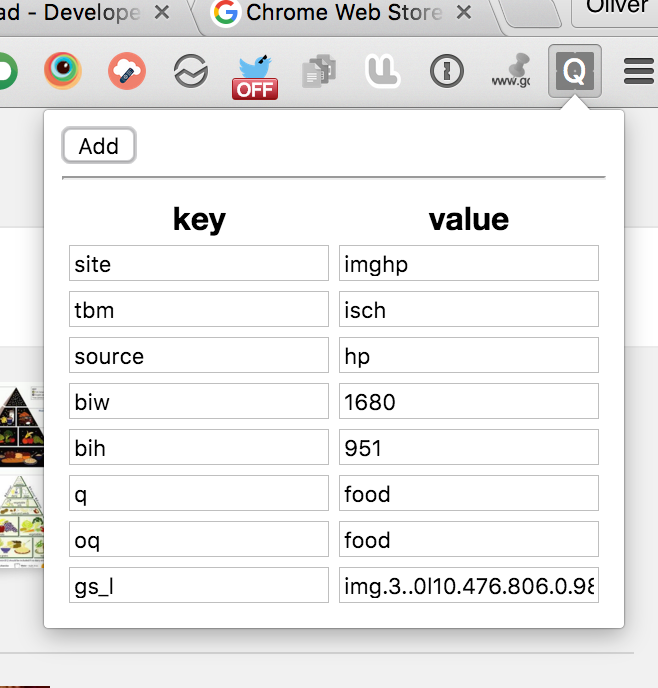 ad - Develope
Chrome Web Store
Oliver
OFF
www.gc
Q
Add
key value
site imghp
tbm isch
source hp
biw 1680
bih 951
q food
oq food
gs_l img.3..0l10.476.806.0.98